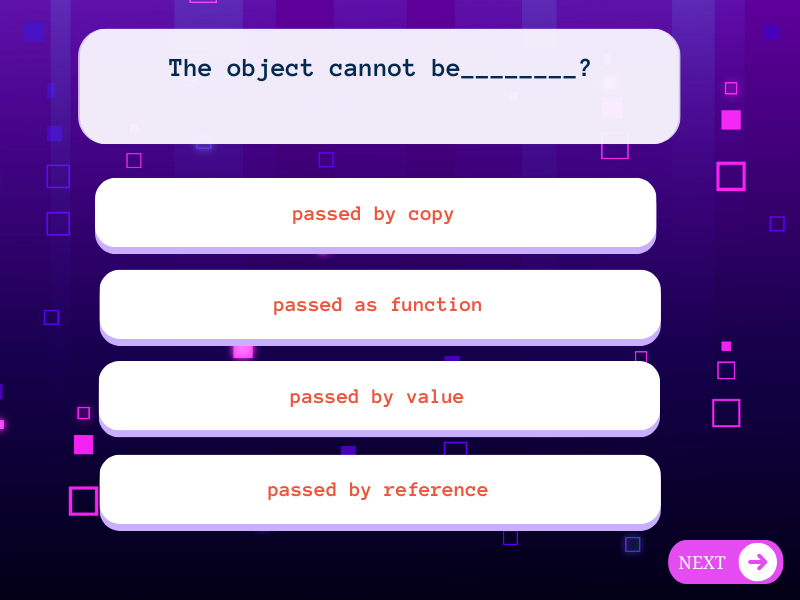 The object cannot be________?
passed by copy
passed as function
passed by value
passed by reference
NEXT